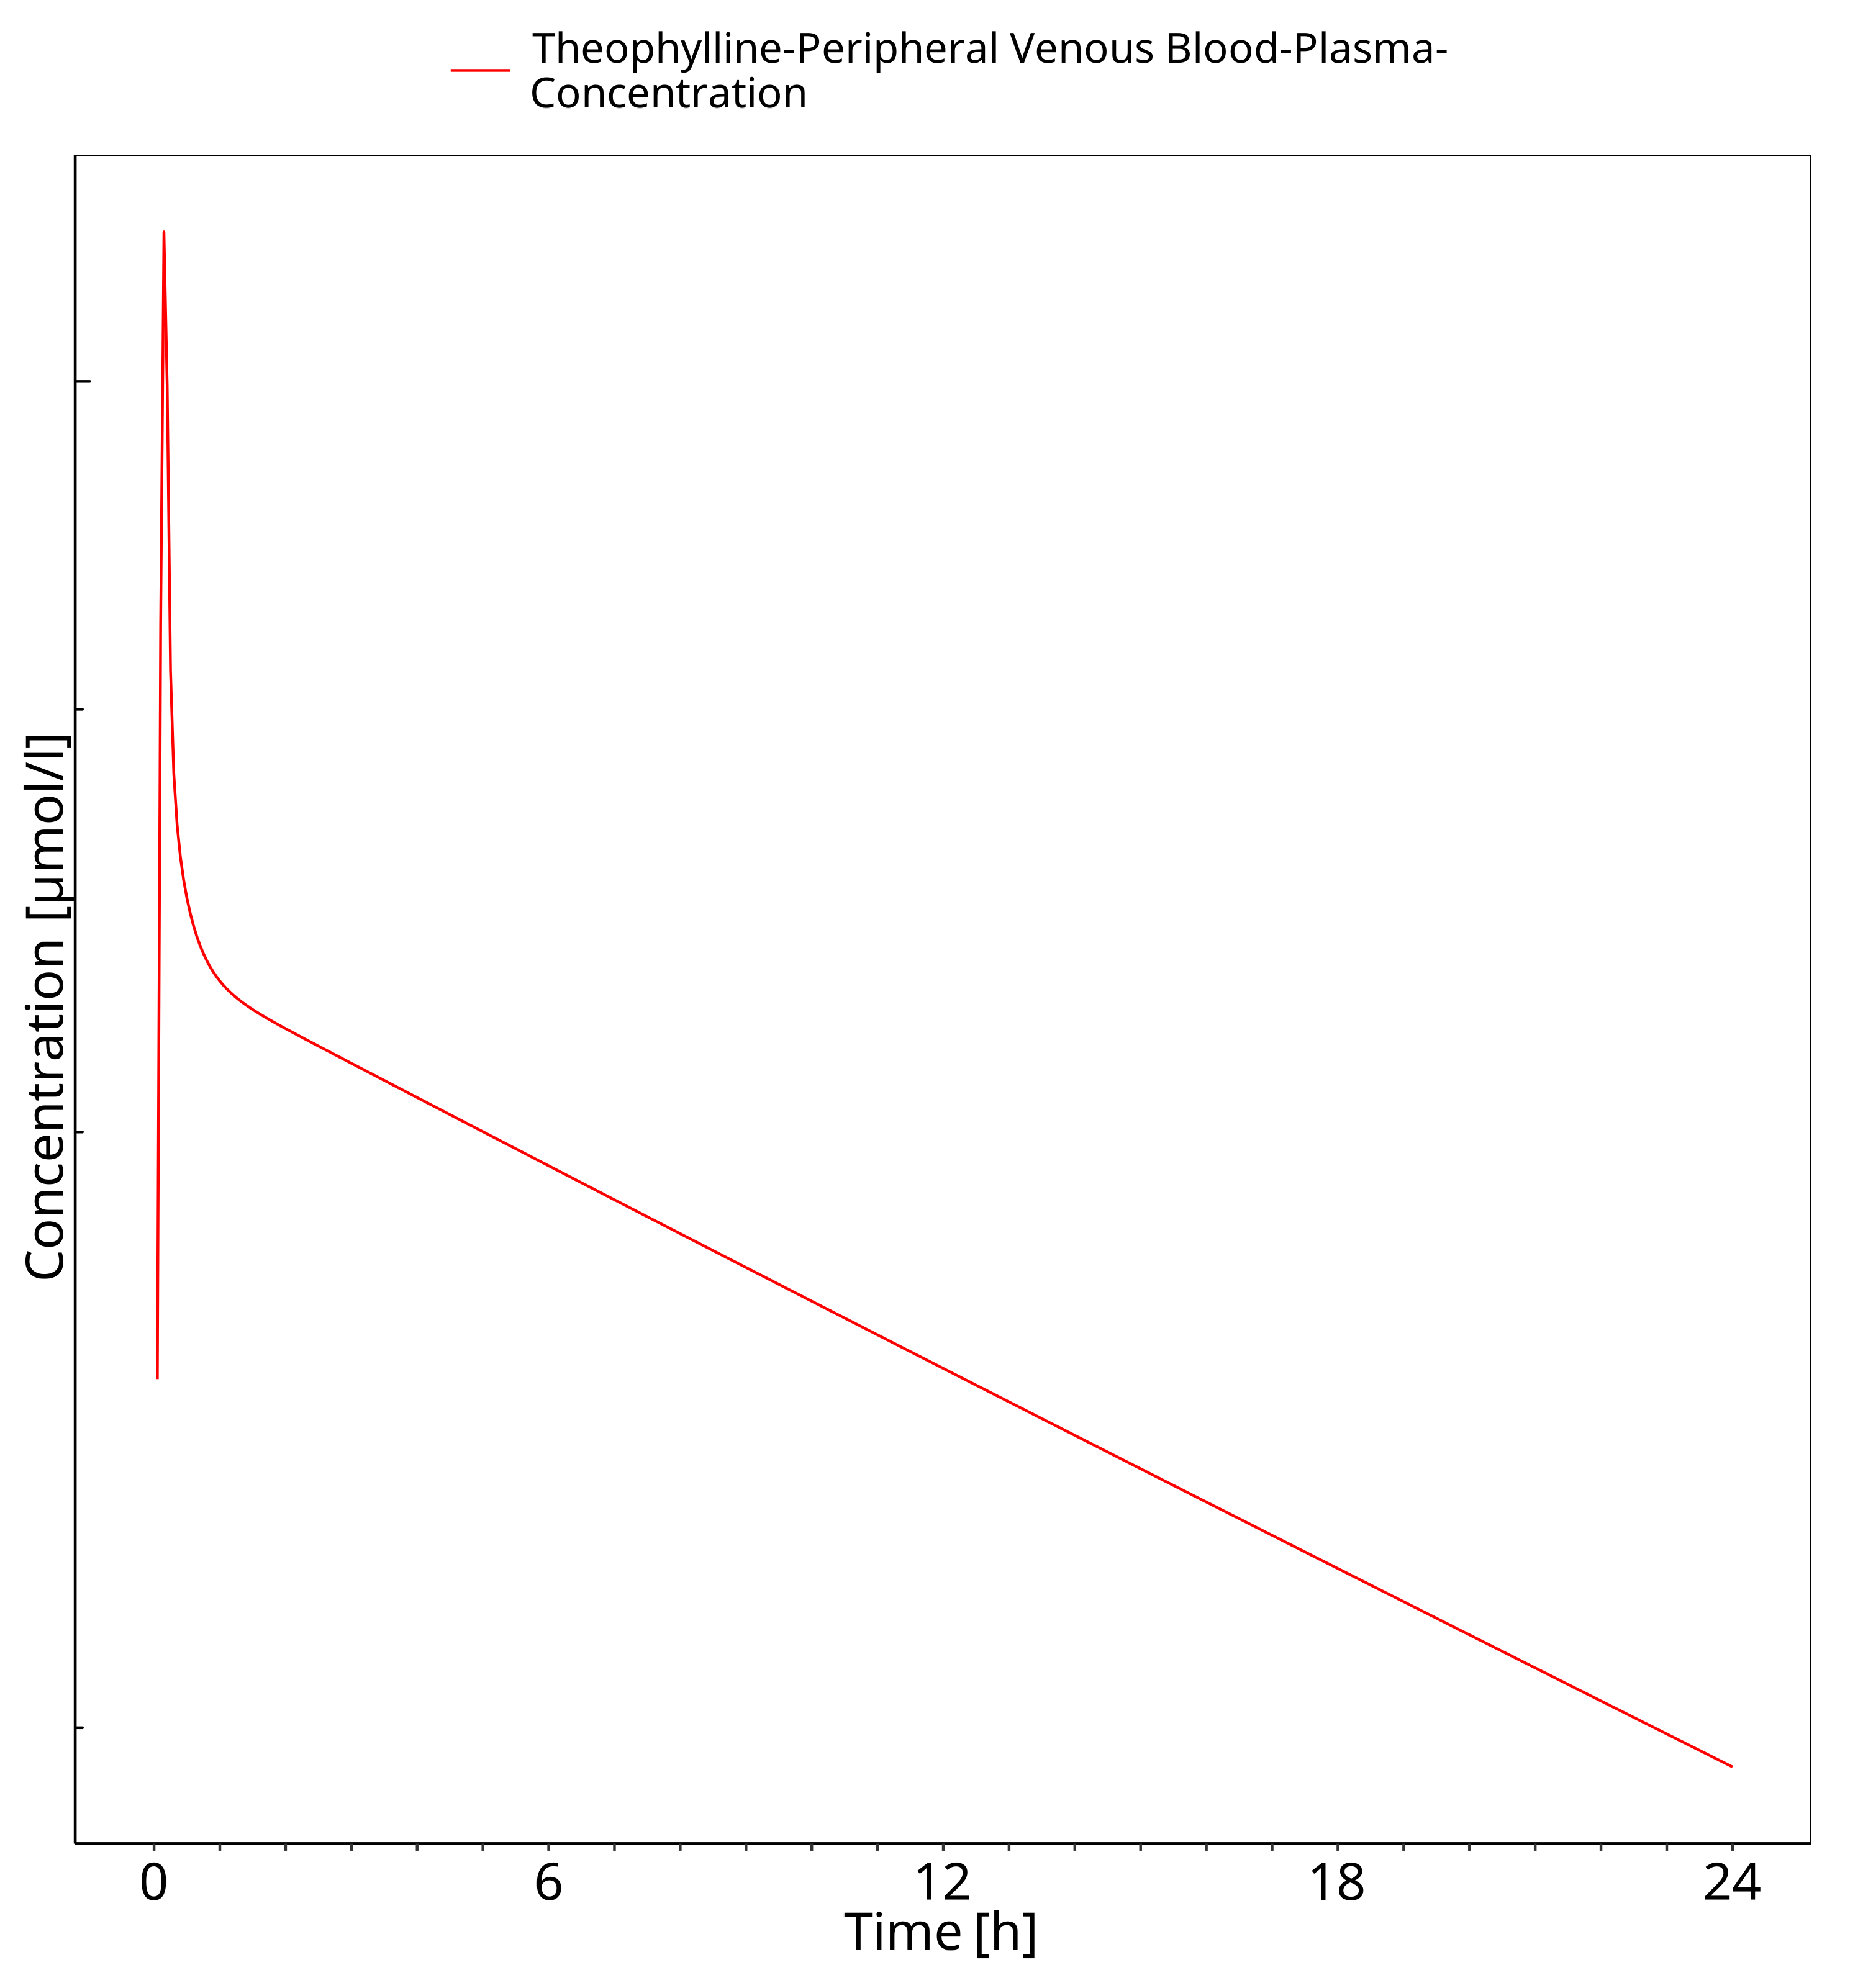 Theophylline-Peripheral Venous Blood-Plasma-
Concentration
Concentration [µmol/l]
0 6 12 18 24
Time [h]